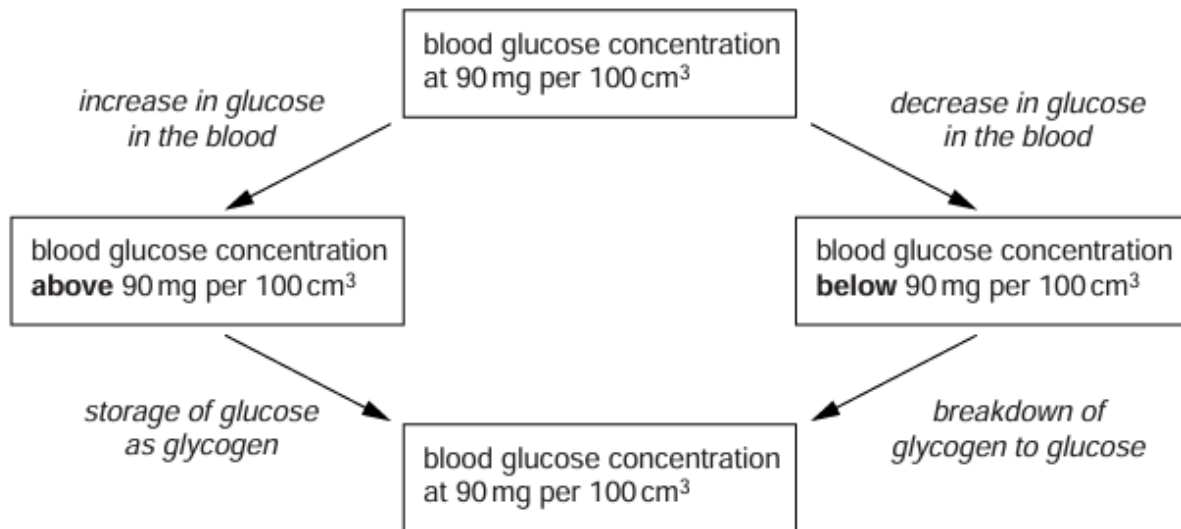 blood glucose concentration
at 90 mg per 100 cm³
increase in glucose
in the blood
decrease in glucose
in the blood
blood glucose concentration
above 90 mg per 100 cm³
blood glucose concentration
below 90 mg per 100 cm³
storage of glucose
as glycogen
breakdown of
glycogen to glucose
blood glucose concentration
at 90 mg per 100 cm³